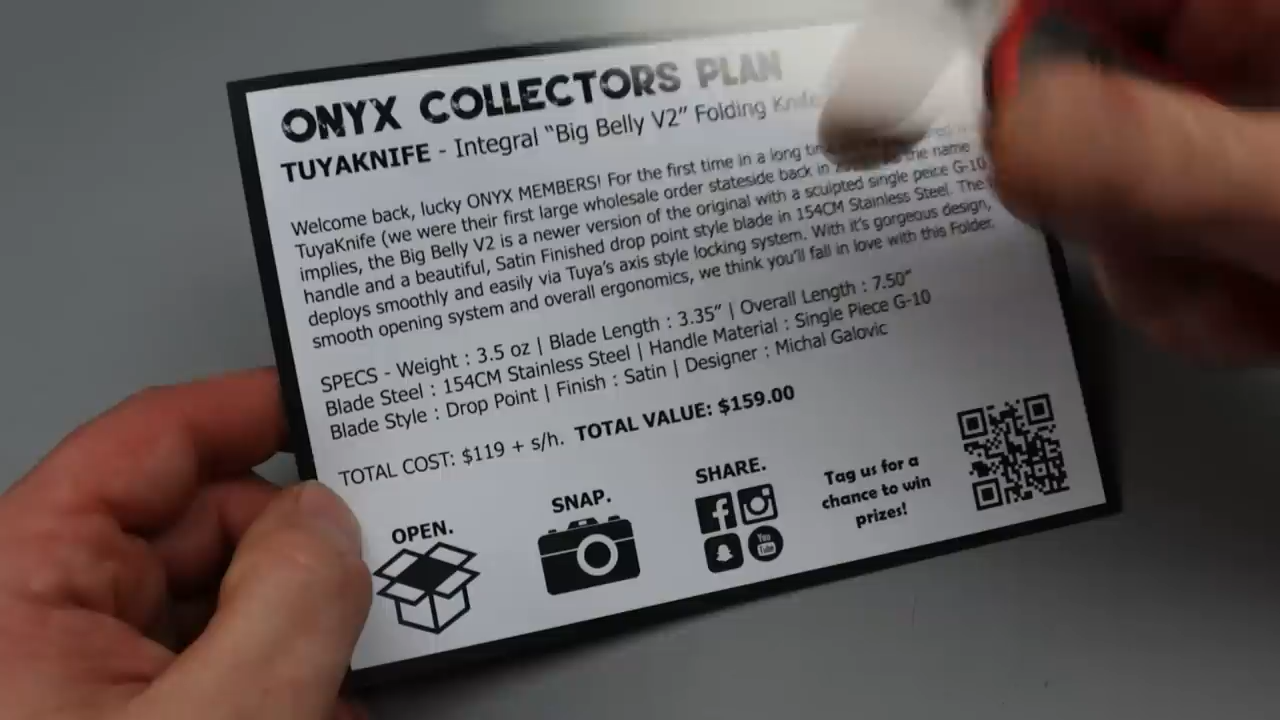 ONYX COLLECTORS PLAN
TUYAKNIFE - Integral "Big Belly V2" Folding Knife
Welcome back, lucky ONYX MEMBERS! For the first time in a long
TuyaKnife (we were their first large wholesale order stateside back in the name
implies, the Big Belly V2 is a newer version of the original with a sculpted single peice G-10
handle and a beautiful, Satin Finished drop point style blade in 154CM Stainless Steel. The
deploys smoothly and easily via Tuya's axis style locking system. With it's gorgeous design,
smooth opening system and overall ergonomics, we think you'll fall in love with this Folder.
SPECS - Weight : 3.5 oz | Blade Length : 3.35" | Overall Length : 7.50"
Blade Steel : 154CM Stainless Steel | Handle Material : Single Piece G-10
Blade Style : Drop Point | Finish : Satin | Designer : Michal Galovic
TOTAL COST: $119 + s/h. TOTAL VALUE: $159.00
OPEN.
SNAP.
SHARE.
You
Tube
Tag us for a
chance to win
prizes!